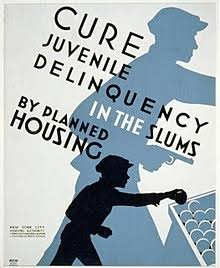 CURE
JUVENILE
DELINQUENCY
IN THE SLUMS
BY PLANNED
HOUSING
NEW YORK CITY
HOUSING AUTHORITY